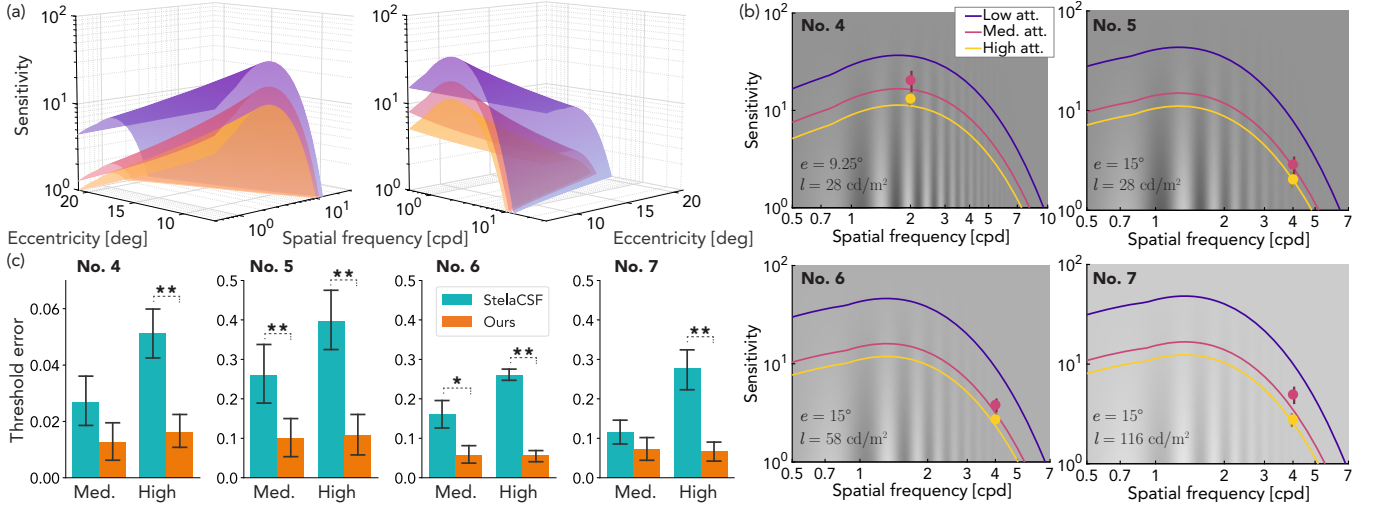 (a)
10²
10¹
10⁰
Sensitivity
20
15
10
10⁰
10¹
Eccentricity [deg]
Spatial frequency [cpd]
10²
10¹
10⁰
10⁰
10¹
10
15
20
Eccentricity [deg]
(b)
No. 4
Low att.
Med. att.
High att.
10²
10¹
10⁰
Sensitivity
e = 9.25°
l = 28 cd/m²
0.5 0.7 1 2 3 4 5 7 10
Spatial frequency [cpd]
No. 5
10²
10¹
10⁰
e = 15°
l = 28 cd/m²
0.5 0.7 1 2 3 4 5 7
Spatial frequency [cpd]
No. 6
10²
10¹
10⁰
Sensitivity
e = 15°
l = 58 cd/m²
0.5 0.7 1 2 3 4 5 7
Spatial frequency [cpd]
No. 7
10²
10¹
10⁰
e = 15°
l = 116 cd/m²
0.5 0.7 1 2 3 4 5 7
Spatial frequency [cpd]
(c)
No. 4
Threshold error
0.06
0.04
0.02
0.00
**
Med. High
No. 5
0.5
0.4
0.3
0.2
0.1
0.0
**
**
Med. High
No. 6
0.5
0.4
0.3
0.2
0.1
0.0
StelaCSF
Ours
*
**
Med. High
No. 7
0.5
0.4
0.3
0.2
0.1
0.0
**
Med. High